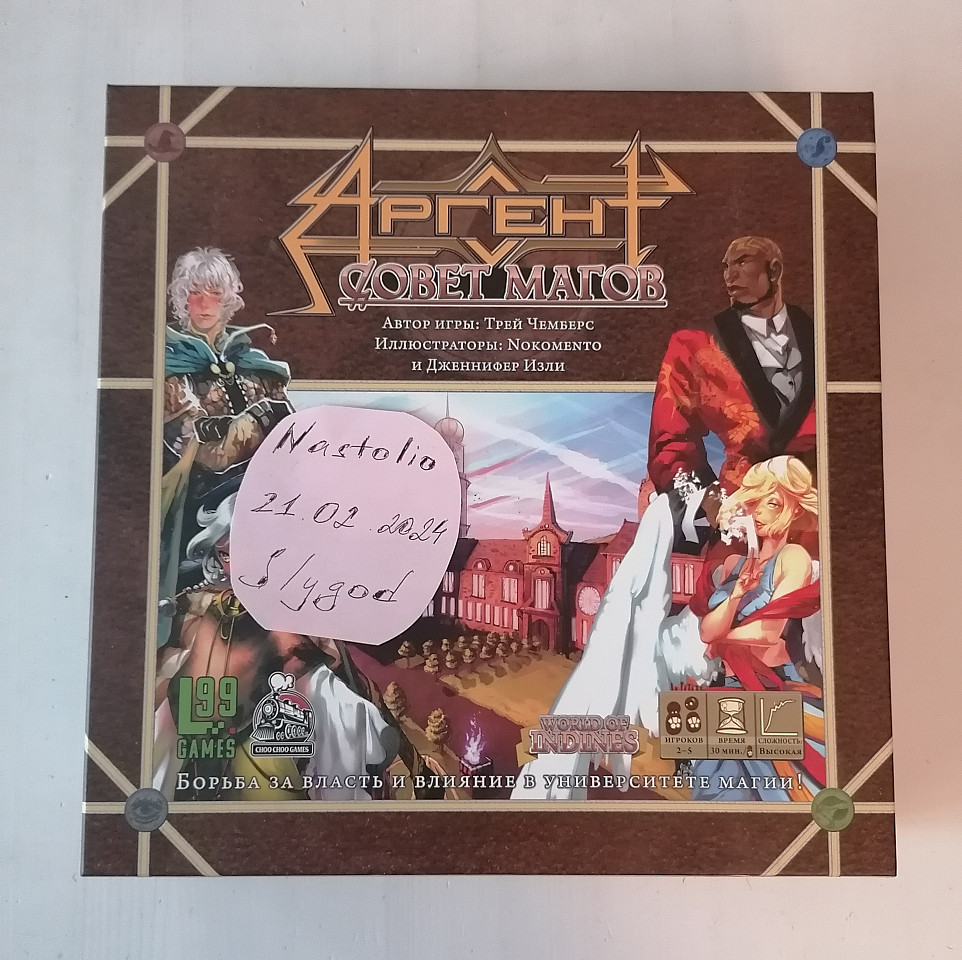 Аргент
Совет магов
Автор игры: Трей Чемберс
Иллюстраторы: Nokomento
и Дженнифер Изли
Nastolio
21.02.2024
Slygod
L99
GAMES
CHOO CHOO GAMES
WORLD OF
INDINES
ИГРОКОВ
2–5
ВРЕМЯ
30 мин./
СЛОЖНОСТЬ:
Высокая
Борьба за власть и влияние в университете магии!